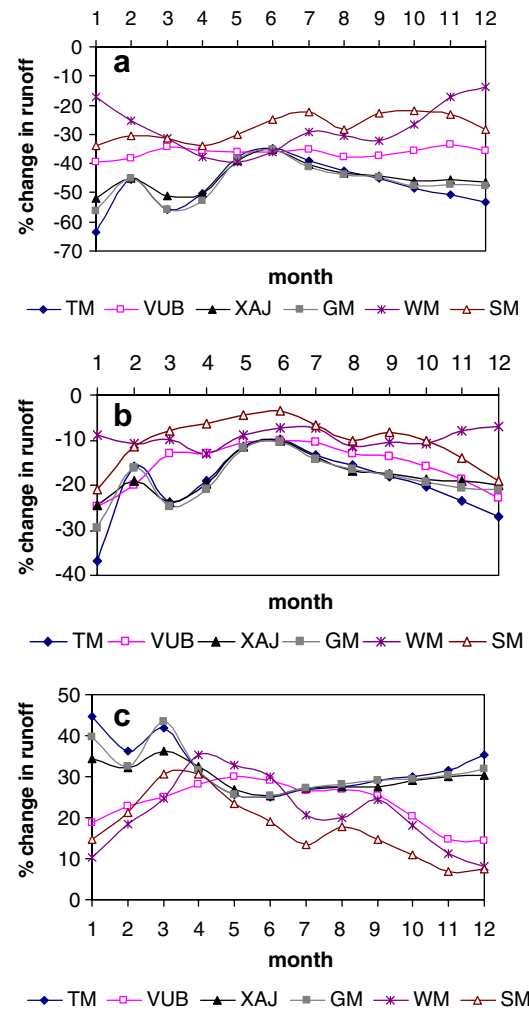 1 2 3 4 5 6 7 8 9 10 11 12
a
0
-10
-20
-30
-40
-50
-60
-70
% change in runoff
month
TM VUB XAJ GM WM SM
1 2 3 4 5 6 7 8 9 10 11 12
b
0
-10
-20
-30
-40
% change in runoff
month
TM VUB XAJ GM WM SM
c
50
40
30
20
10
0
% change in runoff
1 2 3 4 5 6 7 8 9 10 11 12
month
TM VUB XAJ GM WM SM